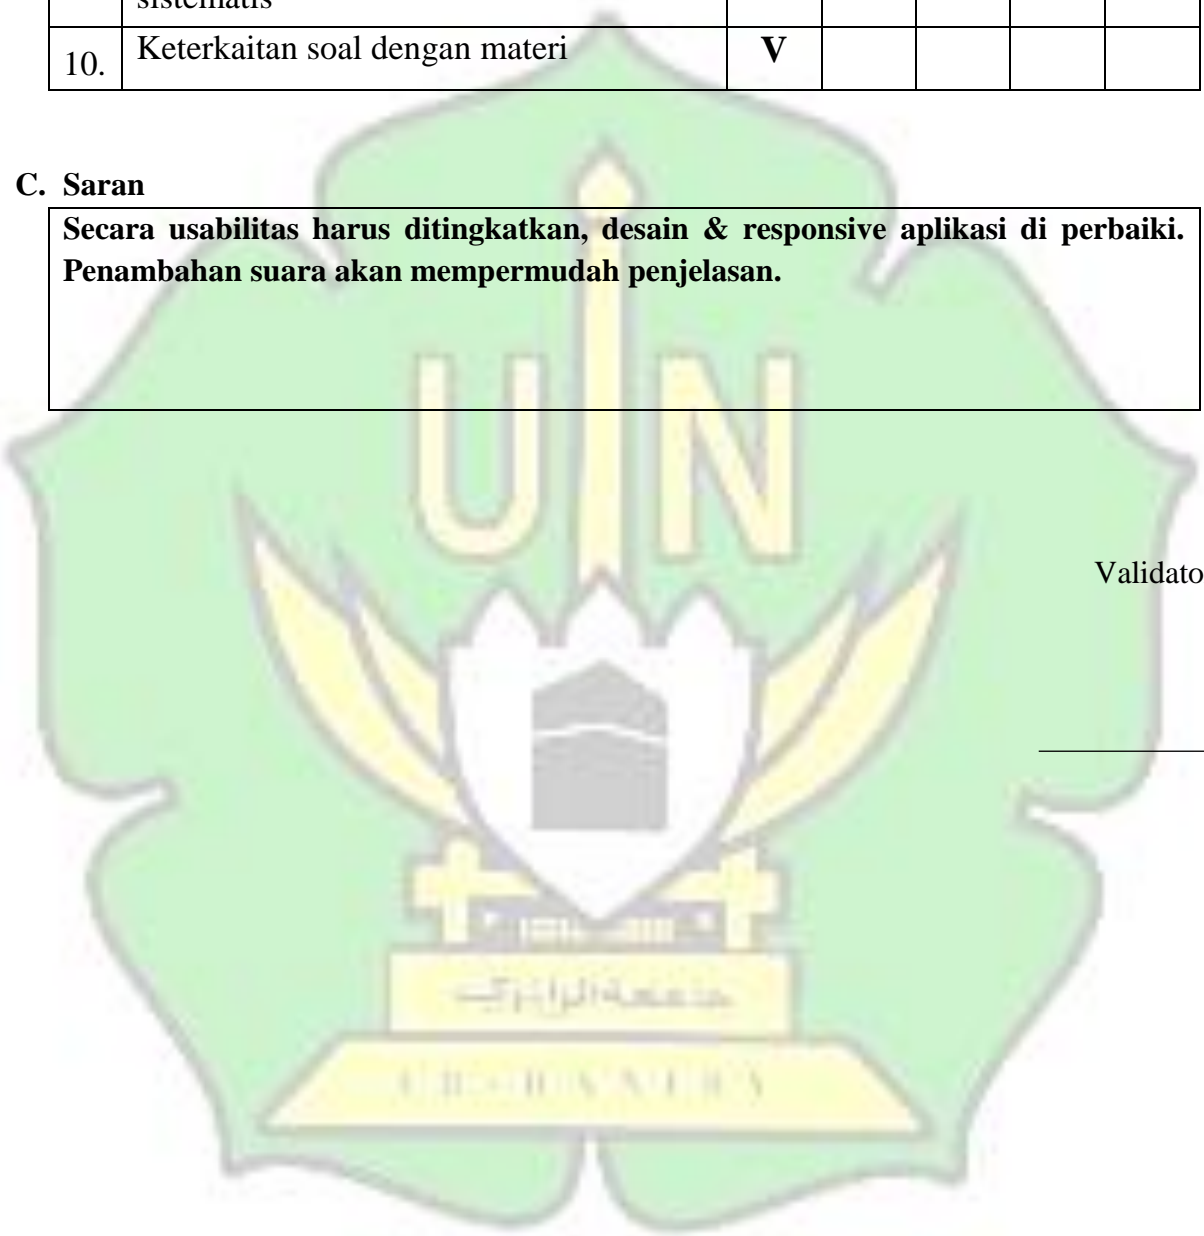 sistematis
10. Keterkaitan soal dengan materi V
C. Saran
Secara usabilitas harus ditingkatkan, desain & responsive aplikasi di perbaiki.
Penambahan suara akan mempermudah penjelasan.
UIN
Validato